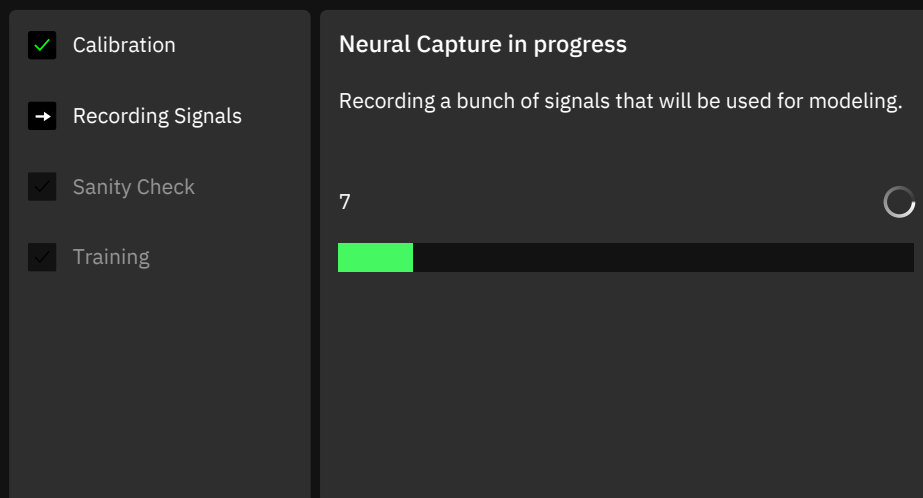 Calibration
Recording Signals
Sanity Check
Training
Neural Capture in progress
Recording a bunch of signals that will be used for modeling.
7